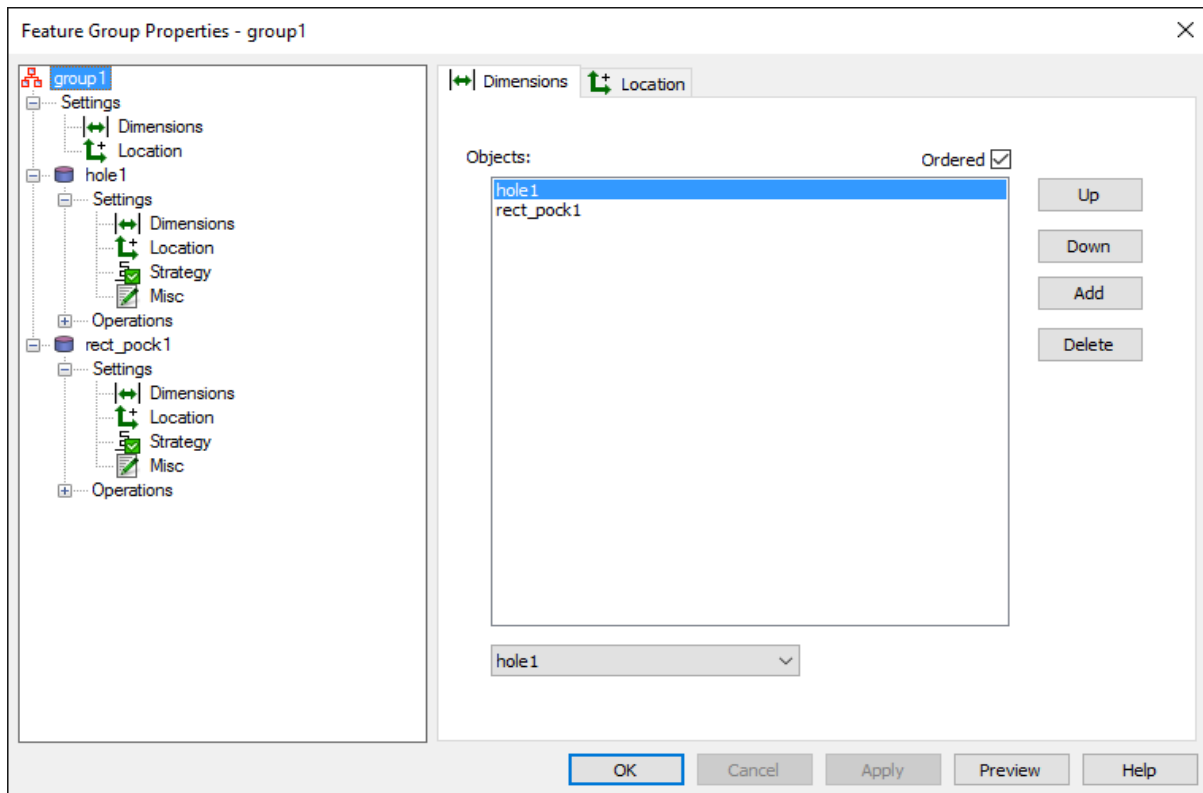 Feature Group Properties - group1
group1
Settings
Dimensions
Location
hole1
Settings
Dimensions
Location
Strategy
Misc
Operations
rect_pock1
Settings
Dimensions
Location
Strategy
Misc
Operations
Dimensions
Location
Objects:
Ordered
hole1
rect_pock1
Up
Down
Add
Delete
hole1
OK
Cancel
Apply
Preview
Help